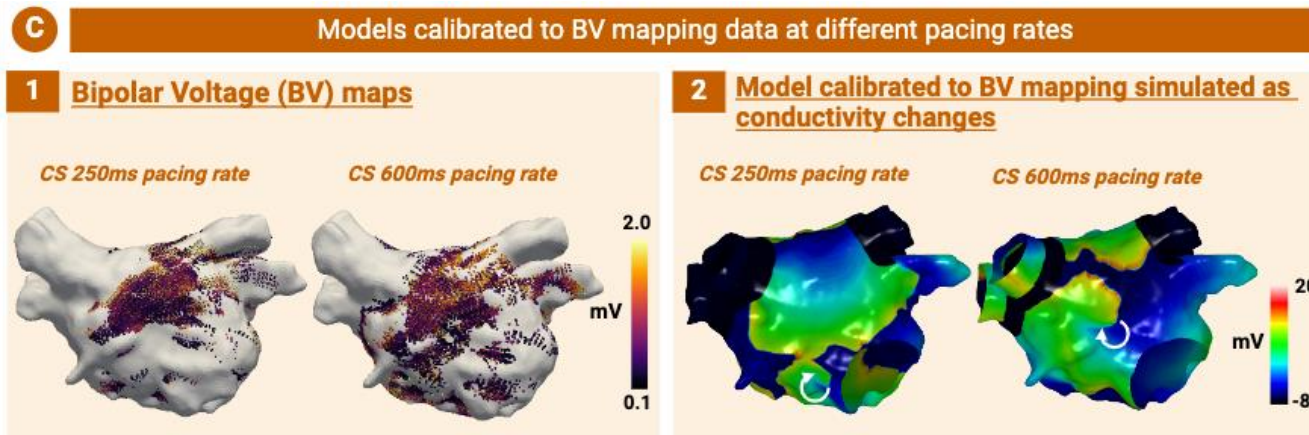 C
Models calibrated to BV mapping data at different pacing rates
1
Bipolar Voltage (BV) maps
CS 250ms pacing rate
CS 600ms pacing rate
2.0
mV
0.1
2
Model calibrated to BV mapping simulated as
conductivity changes
CS 250ms pacing rate
CS 600ms pacing rate
20
mV